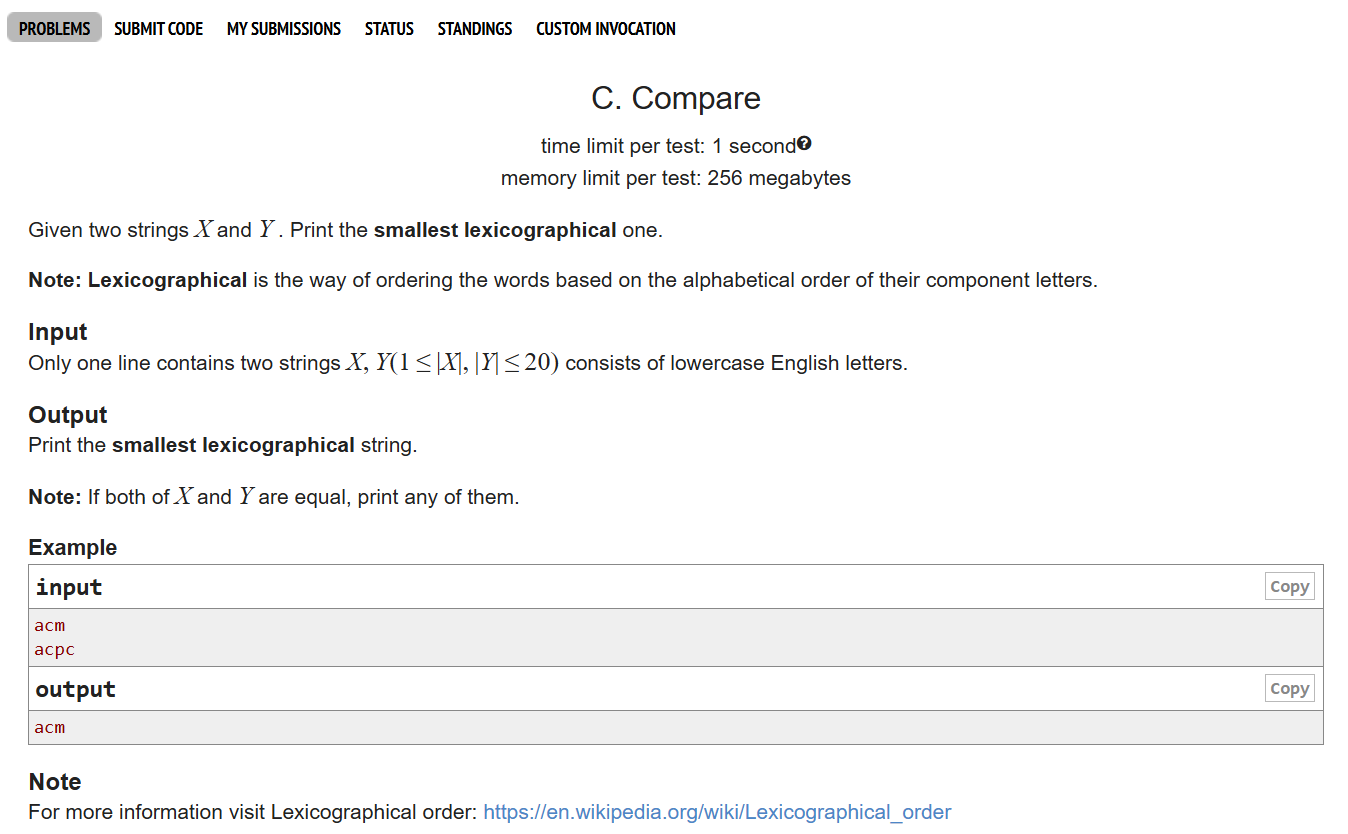 PROBLEMS SUBMIT CODE MY SUBMISSIONS STATUS STANDINGS CUSTOM INVOCATION
C. Compare
time limit per test: 1 second?
memory limit per test: 256 megabytes
Given two strings X and Y. Print the smallest lexicographical one.
Note: Lexicographical is the way of ordering the words based on the alphabetical order of their component letters.
Input
Only one line contains two strings X, Y(1 ≤ |X|, |Y| ≤ 20) consists of lowercase English letters.
Output
Print the smallest lexicographical string.
Note: If both of X and Y are equal, print any of them.
Example
input Copy
acm
acpc
output Copy
acm
Note
For more information visit Lexicographical order: https://en.wikipedia.org/wiki/Lexicographical_order